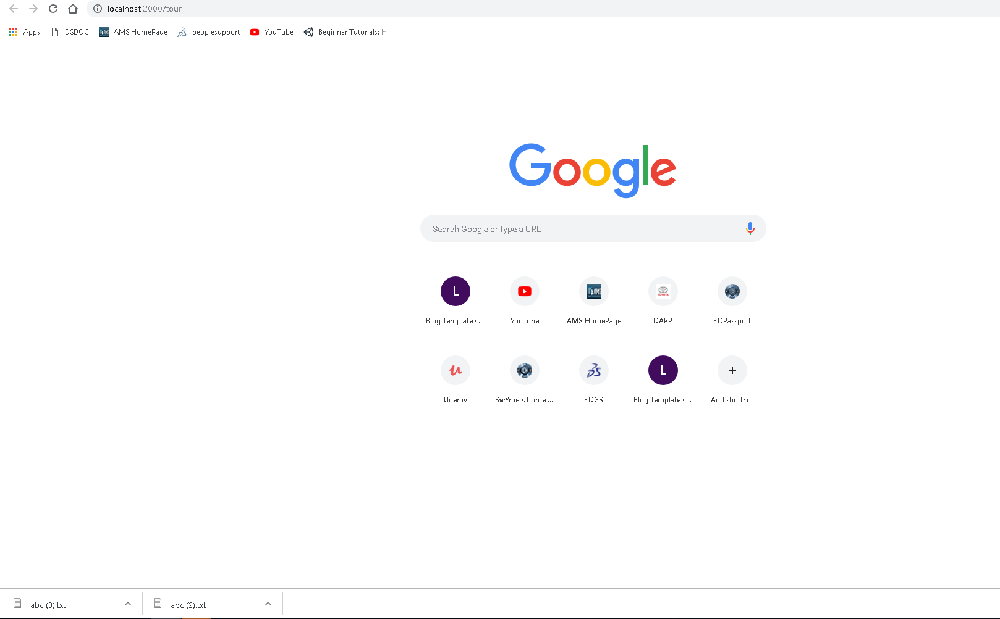 localhost:2000/tour
Apps DSDOC AMS HomePage peoplesupport YouTube Beginner Tutorials: H
Google
Search Google or type a URL
L AMS TOYOTA
Blog Template · ... YouTube AMS HomePage DAPP 3DPassport
L
Udemy SwYmers home ... 3DGS Blog Template · ... Add shortcut
abc (3).txt abc (2).txt